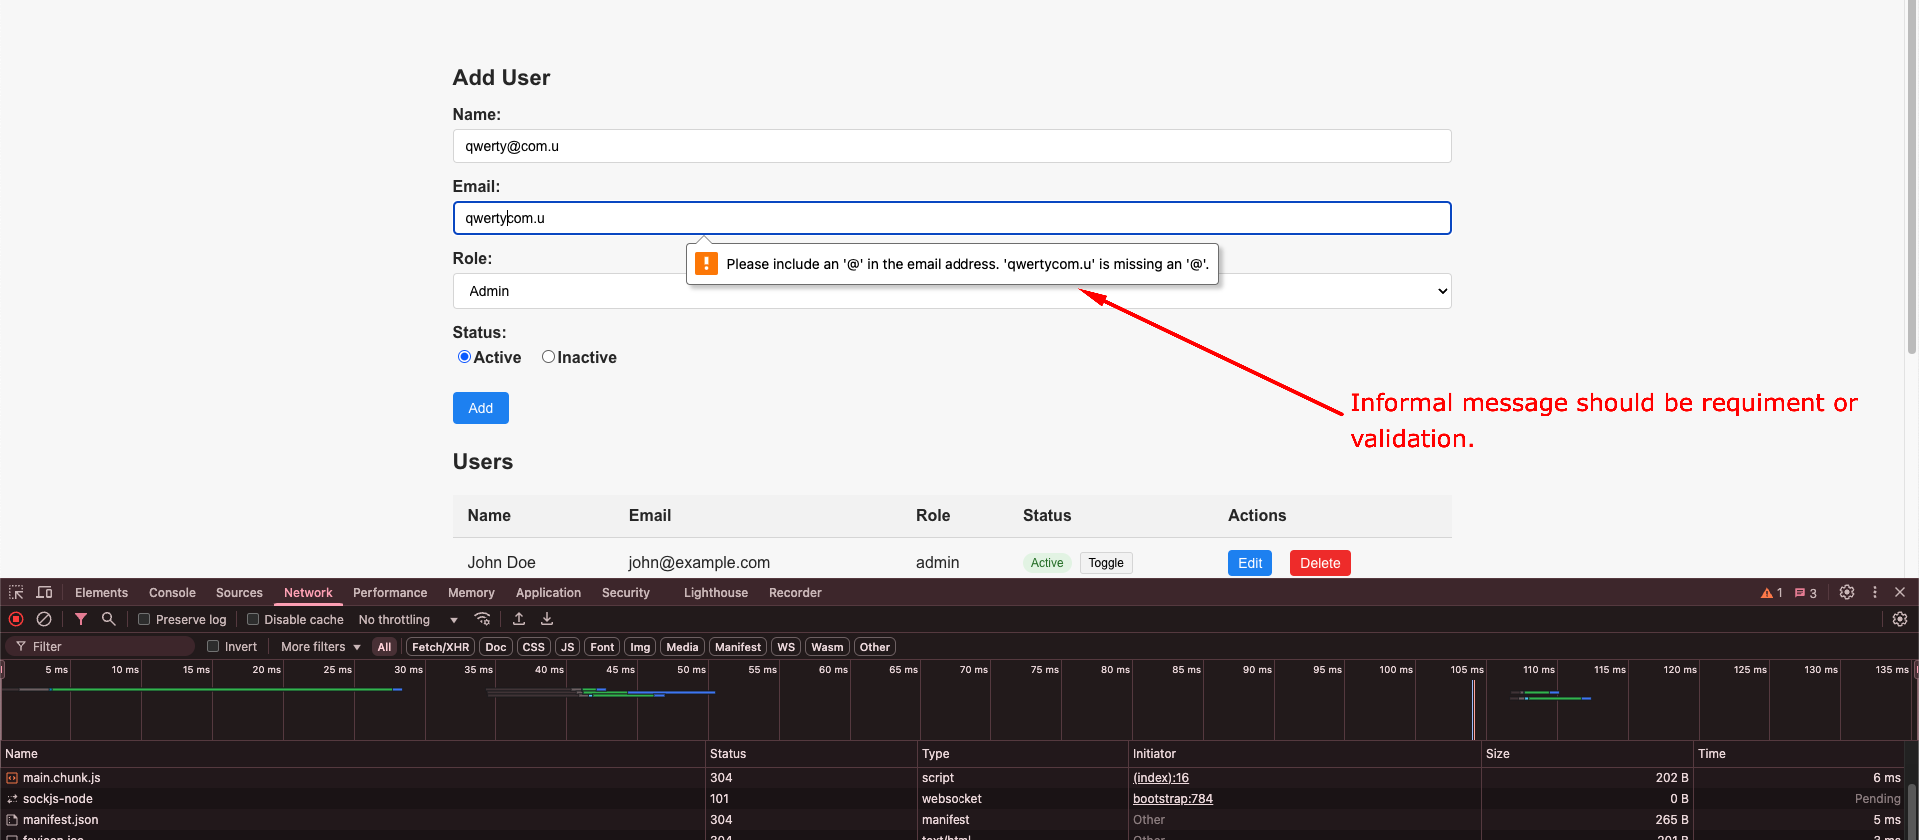 Add User
Name:
qwerty@com.u
Email:
qwertycom.u
Please include an '@' in the email address. 'qwertycom.u' is missing an '@'.
Role:
Admin
Status:
Active Inactive
Add
Informal message should be requiment or
validation.
Users
Name Email Role Status Actions
John Doe john@example.com admin Active Toggle Edit Delete
Elements Console Sources Network Performance Memory Application Security Lighthouse Recorder 1 3
Preserve log Disable cache No throttling
Filter Invert More filters All Fetch/XHR Doc CSS JS Font Img Media Manifest WS Wasm Other
5 ms 10 ms 15 ms 20 ms 25 ms 30 ms 35 ms 40 ms 45 ms 50 ms 55 ms 60 ms 65 ms 70 ms 75 ms 80 ms 85 ms 90 ms 95 ms 100 ms 105 ms 110 ms 115 ms 120 ms 125 ms 130 ms 135 ms
Name Status Type Initiator Size Time
main.chunk.js 304 script (index):16 202 B 6 ms
sockjs-node 101 websocket bootstrap:784 0 B Pending
manifest.json 304 manifest Other 265 B 5 ms